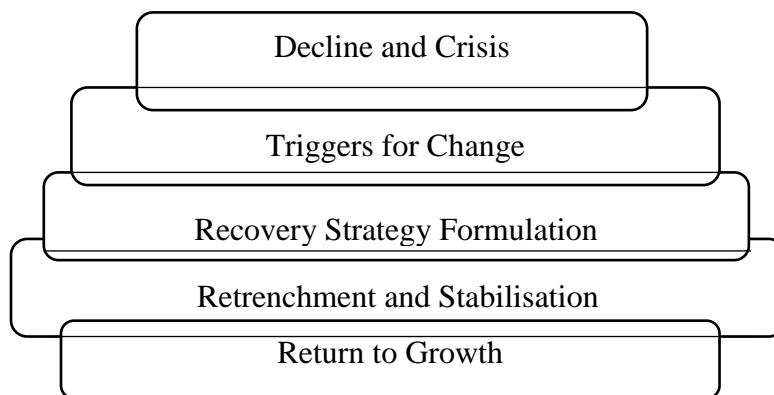 Decline and Crisis
Triggers for Change
Recovery Strategy Formulation
Retrenchment and Stabilisation
Return to Growth